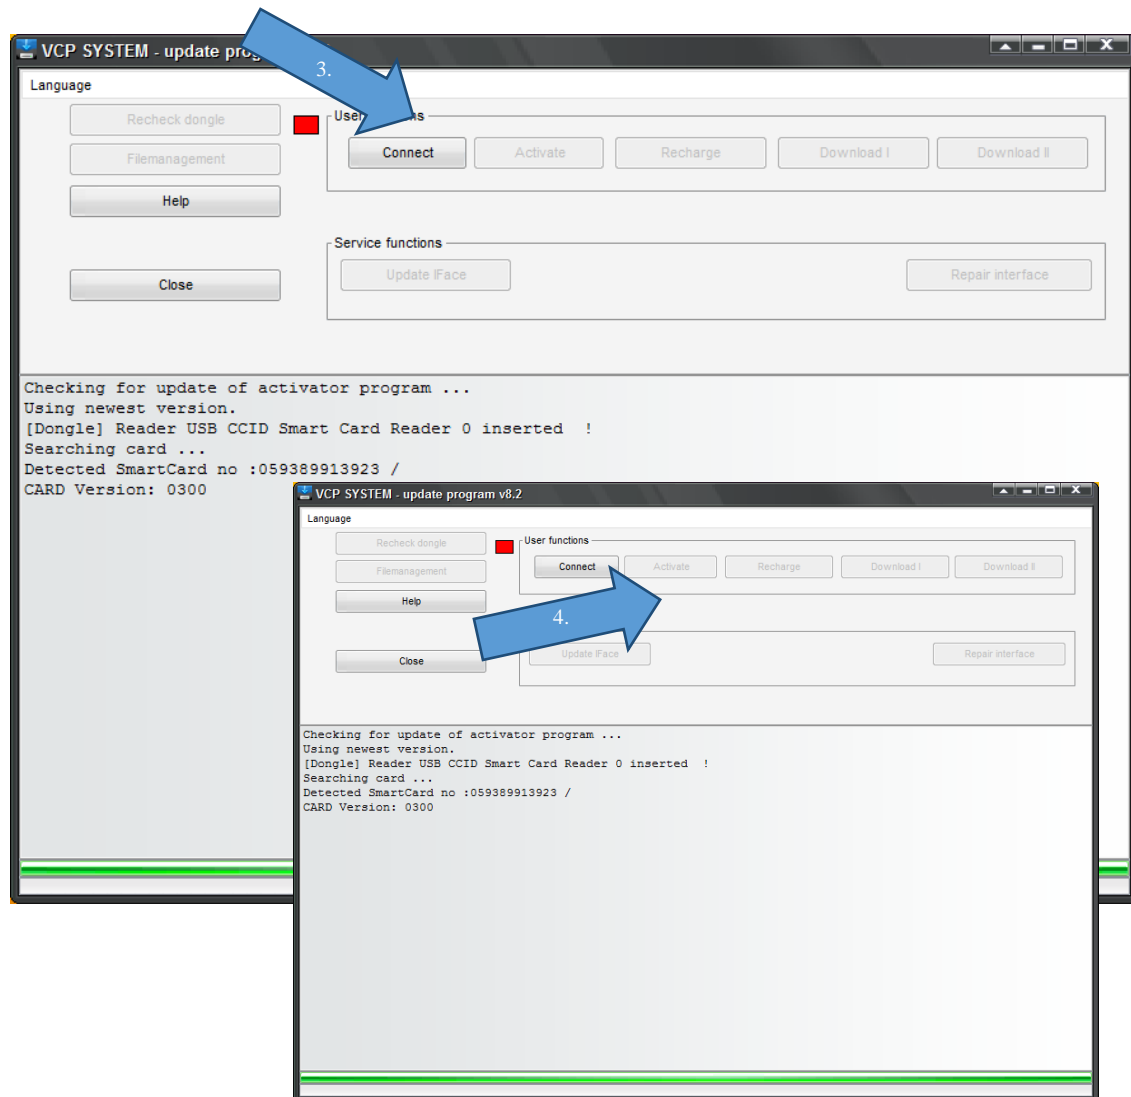 VCP SYSTEM - update
3.
Language
Recheck dongle
Filemanagement
Help
Close
User
Connect
Activate
Recharge
Download I
Download II
Service functions
Update IFace
Repair interface
Checking for update of activator program ...
Using newest version.
[Dongle] Reader USB CCID Smart Card Reader 0 inserted !
Searching card ...
Detected SmartCard no :059389913923 /
CARD Version: 0300
VCP SYSTEM - update program v8.2
Language
Recheck dongle
Filemanagement
Help
Close
User functions
Connect
Activate
Recharge
Download I
Download II
4.
Update IFace
Repair interface
Checking for update of activator program ...
Using newest version.
[Dongle] Reader USB CCID Smart Card Reader 0 inserted !
Searching card ...
Detected SmartCard no :059389913923 /
CARD Version: 0300